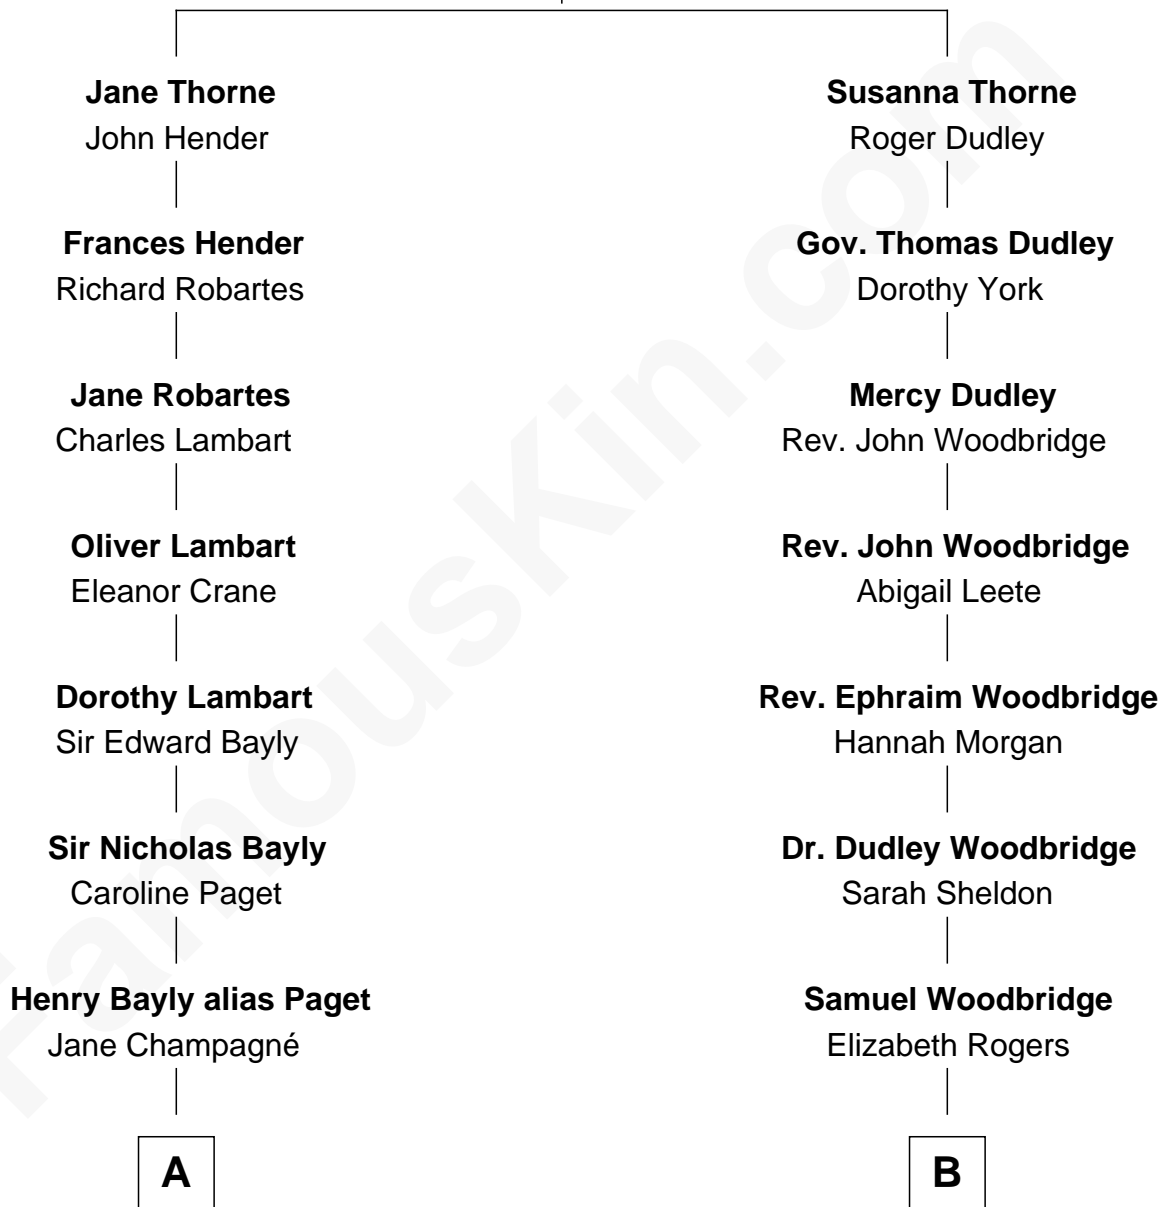 Jane Thorne
John Hender
Frances Hender
Richard Robartes
Jane Robartes
Charles Lambart
Oliver Lambart
Eleanor Crane
Dorothy Lambart
Sir Edward Bayly
Sir Nicholas Bayly
Caroline Paget
Henry Bayly alias Paget
Jane Champagné
A
Susanna Thorne
Roger Dudley
Gov. Thomas Dudley
Dorothy York
Mercy Dudley
Rev. John Woodbridge
Rev. John Woodbridge
Abigail Leete
Rev. Ephraim Woodbridge
Hannah Morgan
Dr. Dudley Woodbridge
Sarah Sheldon
Samuel Woodbridge
Elizabeth Rogers
B
FamousKin.com